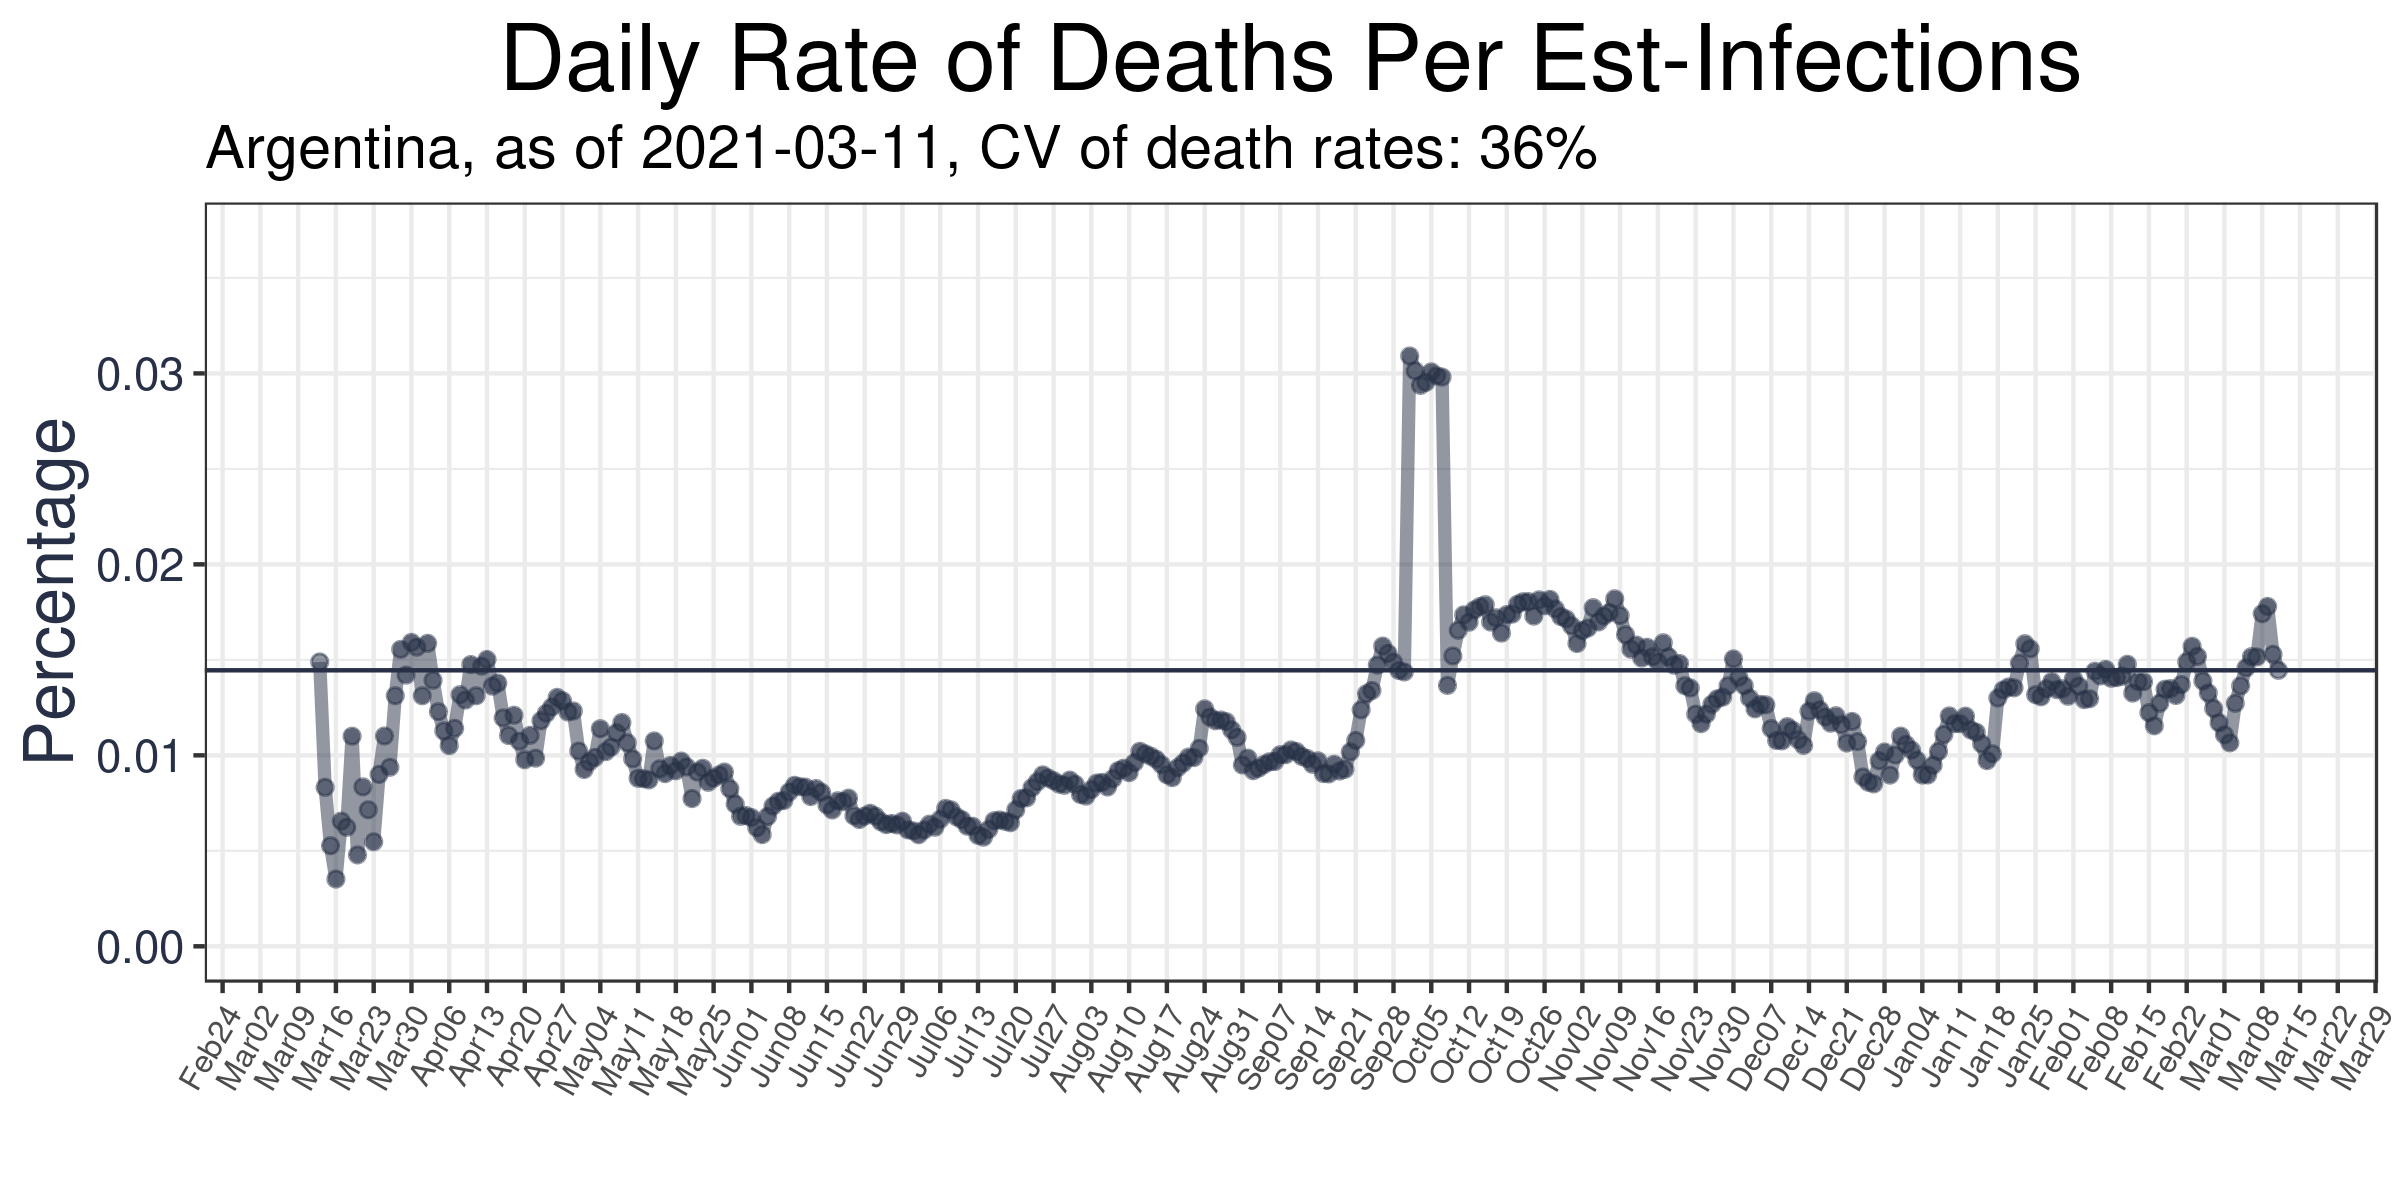 Daily Rate of Deaths Per Est-Infections
Argentina, as of 2021-03-11, CV of death rates: 36%
Percentage
0.03
0.02
0.01
0.00
Feb24
Mar02
Mar09
Mar16
Mar23
Mar30
Apr06
Apr13
Apr20
Apr27
May04
May11
May18
May25
Jun01
Jun08
Jun15
Jun22
Jun29
Jul06
Jul13
Jul20
Jul27
Aug03
Aug10
Aug17
Aug24
Aug31
Sep07
Sep14
Sep21
Sep28
Oct05
Oct12
Oct19
Oct26
Nov02
Nov09
Nov16
Nov23
Nov30
Dec07
Dec14
Dec21
Dec28
Jan04
Jan11
Jan18
Jan25
Feb01
Feb08
Feb15
Feb22
Mar01
Mar08
Mar15
Mar22
Mar29